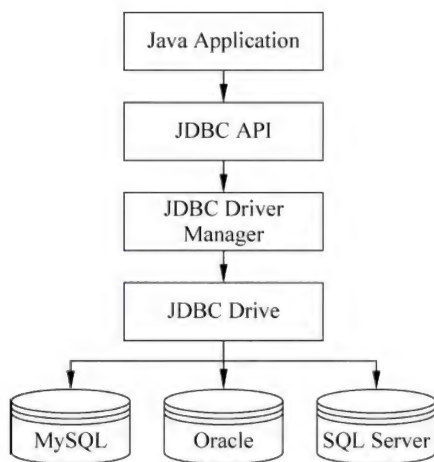 Java Application
JDBC API
JDBC Driver
Manager
JDBC Drive
MySQL
Oracle
SQL Server